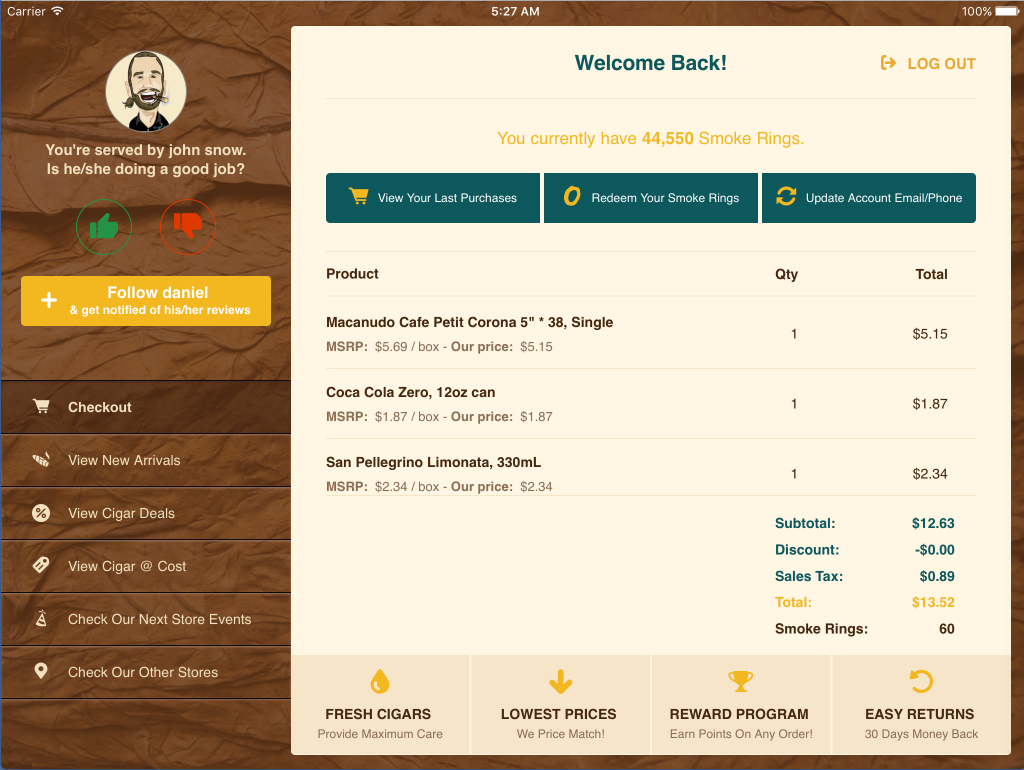 Carrier
5:27 AM
100%
You're served by john snow.
Is he/she doing a good job?
Follow daniel
& get notified of his/her reviews
Checkout
View New Arrivals
View Cigar Deals
View Cigar @ Cost
Check Our Next Store Events
Check Our Other Stores
Welcome Back!
LOG OUT
You currently have 44,550 Smoke Rings.
View Your Last Purchases
Redeem Your Smoke Rings
Update Account Email/Phone
Product Qty Total
Macanudo Cafe Petit Corona 5" * 38, Single
MSRP: $5.69 / box - Our price: $5.15
1 $5.15
Coca Cola Zero, 12oz can
MSRP: $1.87 / box - Our price: $1.87
1 $1.87
San Pellegrino Limonata, 330mL
MSRP: $2.34 / box - Our price: $2.34
1 $2.34
Subtotal: $12.63
Discount: -$0.00
Sales Tax: $0.89
Total: $13.52
Smoke Rings: 60
FRESH CIGARS
Provide Maximum Care
LOWEST PRICES
We Price Match!
REWARD PROGRAM
Earn Points On Any Order!
EASY RETURNS
30 Days Money Back